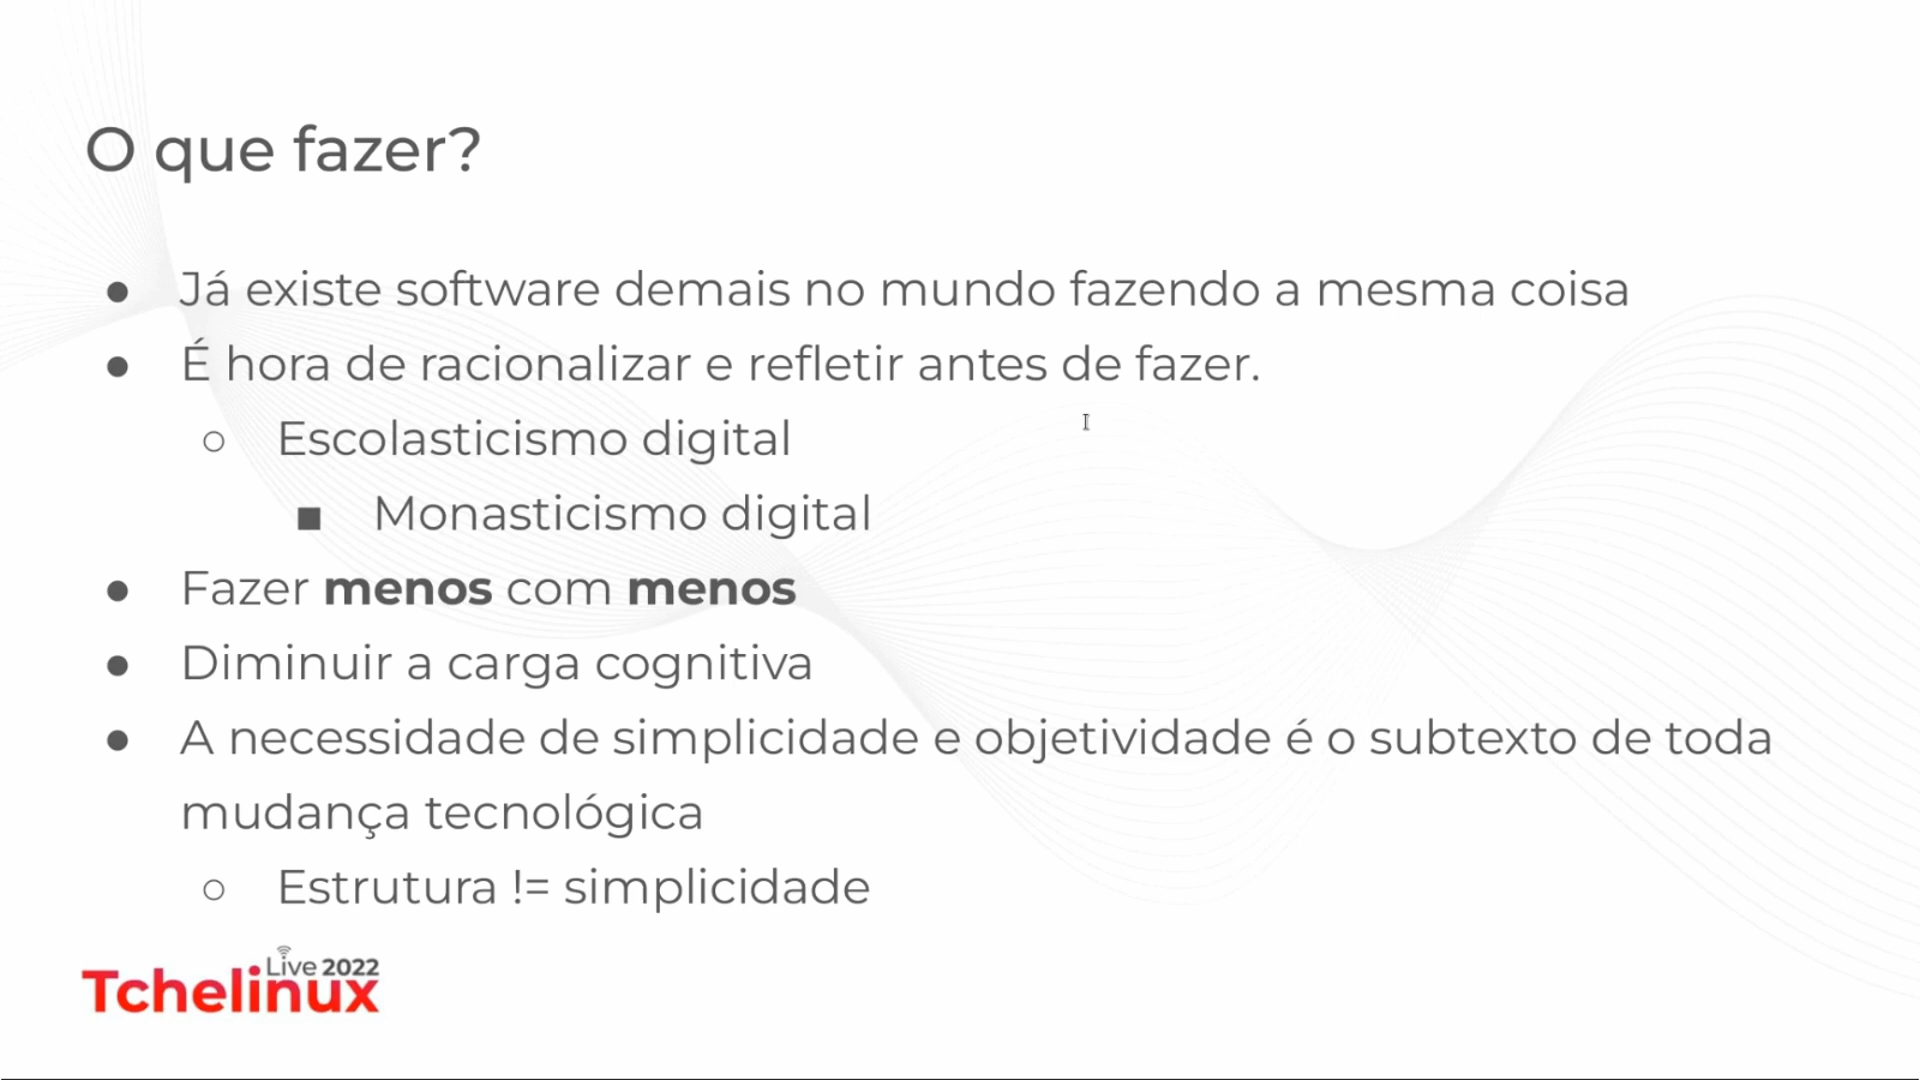 O que fazer?
● Já existe software demais no mundo fazendo a mesma coisa
● É hora de racionalizar e refletir antes de fazer.
○ Escolasticismo digital
■ Monasticismo digital
● Fazer menos com menos
● Diminuir a carga cognitiva
● A necessidade de simplicidade e objetividade é o subtexto de toda
mudança tecnológica
○ Estrutura != simplicidade
Live 2022
Tchelinux